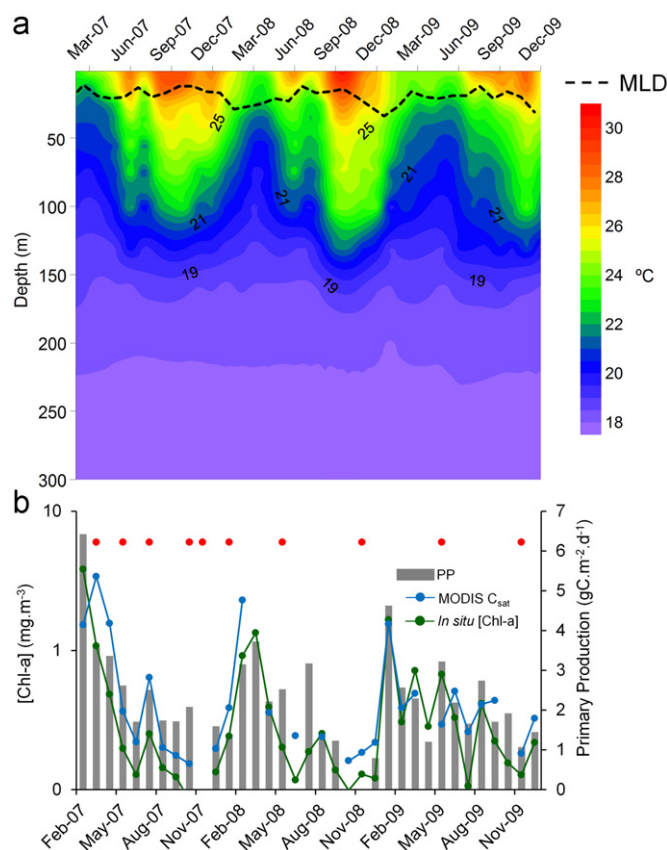 a
Mar-07 Jun-07 Sep-07 Dec-07 Mar-08 Jun-08 Sep-08 Dec-08 Mar-09 Jun-09 Sep-09 Dec-09
MLD
25 25
21 21 21 21
19 19 19
50
100
150
200
250
300
Depth (m)
30
28
26
24
22
20
18
ºC
b
10
1
0
[Chl-a] (mg.m-3)
7
6
5
4
3
2
1
0
Primary Production (gC.m-2.d-1)
PP
MODIS Csat
In situ [Chl-a]
Feb-07 May-07 Aug-07 Nov-07 Feb-08 May-08 Aug-08 Nov-08 Feb-09 May-09 Aug-09 Nov-09